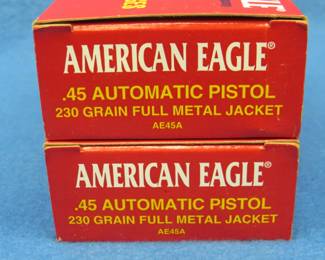 AMERICAN EAGLE®
.45 AUTOMATIC PISTOL
230 GRAIN FULL METAL JACKET
AE45A
AMERICAN EAGLE®
.45 AUTOMATIC PISTOL
230 GRAIN FULL METAL JACKET
AE45A